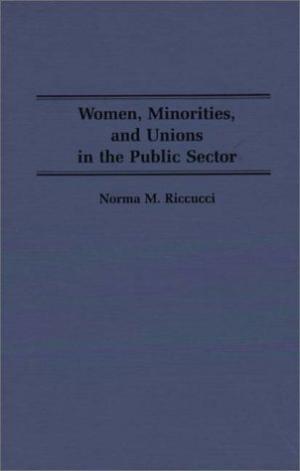 Women, Minorities,
and Unions
in the Public Sector
Norma M. Riccucci